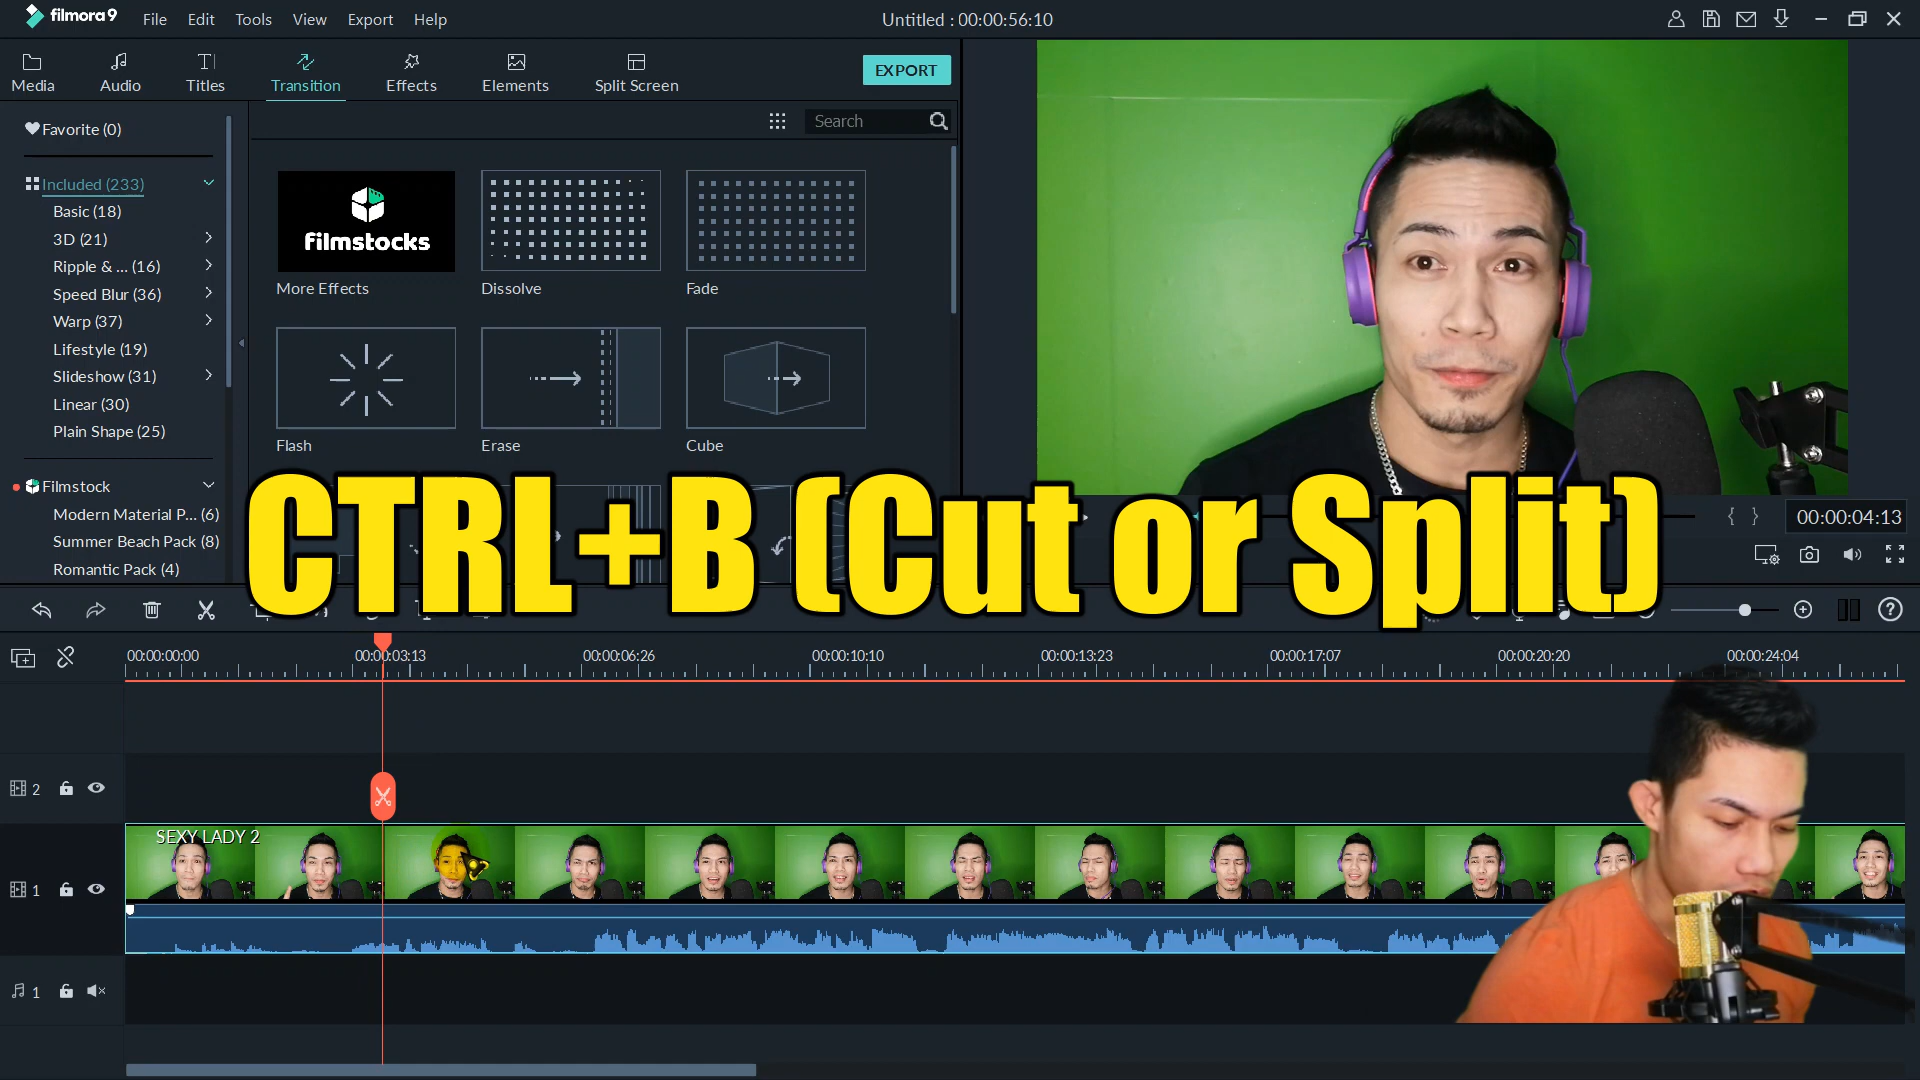 filmora9 File Edit Tools View Export Help Untitled : 00:00:56:10
Media Audio Titles Transition Effects Elements Split Screen EXPORT
Favorite (0)
Search
Included (233)
Basic (18)
3D (21)
Ripple & ... (16)
Speed Blur (36)
Warp (37)
Lifestyle (19)
Slideshow (31)
Linear (30)
Plain Shape (25)
Filmstock
Modern Material P... (6)
Summer Beach Pack (8)
Romantic Pack (4)
filmstocks
More Effects Dissolve Fade
Flash Erase Cube
00:00:04:13
CTRL+B (Cut or Split)
00:00:00:00 00:00:03:13 00:00:06:26 00:00:10:10 00:00:13:23 00:00:17:07 00:00:20:20 00:00:24:04
2
SEXY LADY 2
1
1